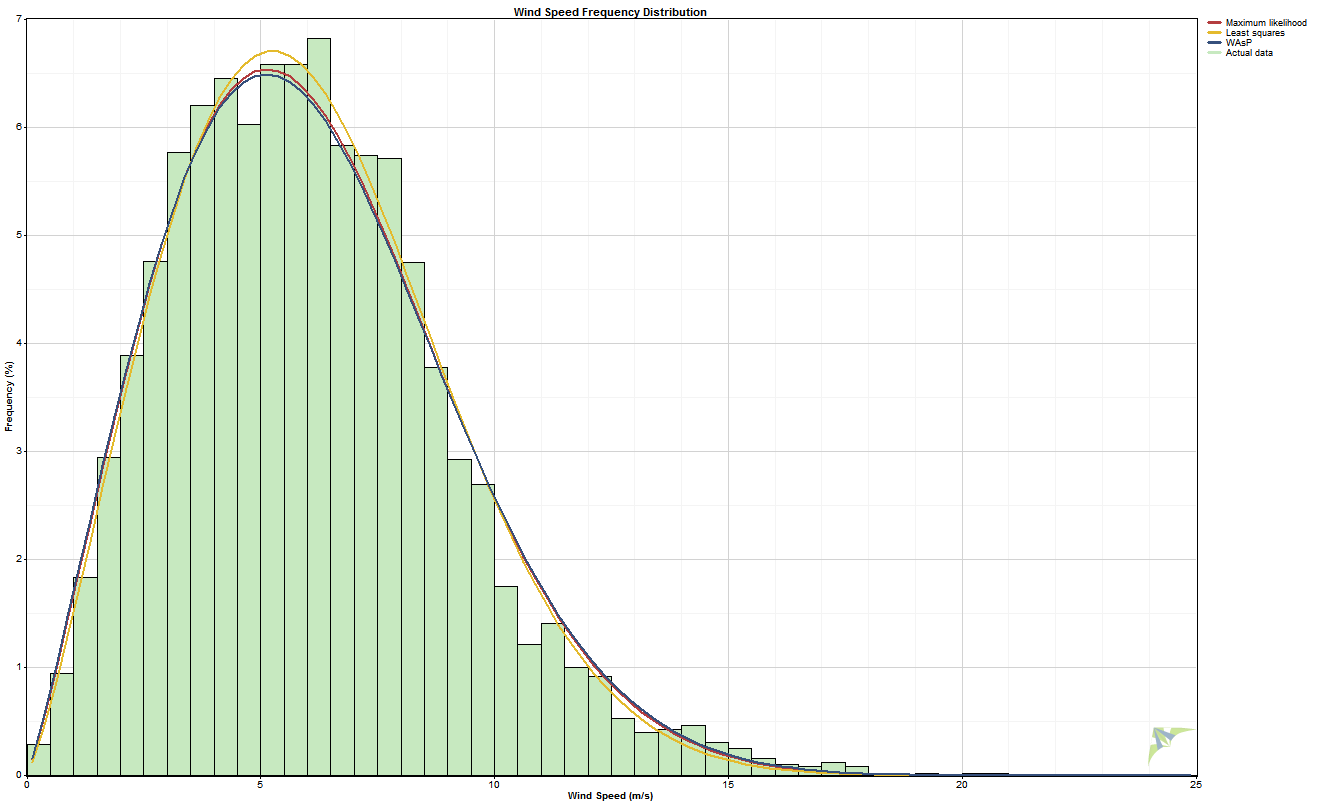 Wind Speed Frequency Distribution
Maximum likelihood
Least squares
WAsP
Actual data
7
6
5
4
3
2
1
0
Frequency (%)
0 5 10 15 20 25
Wind Speed (m/s)